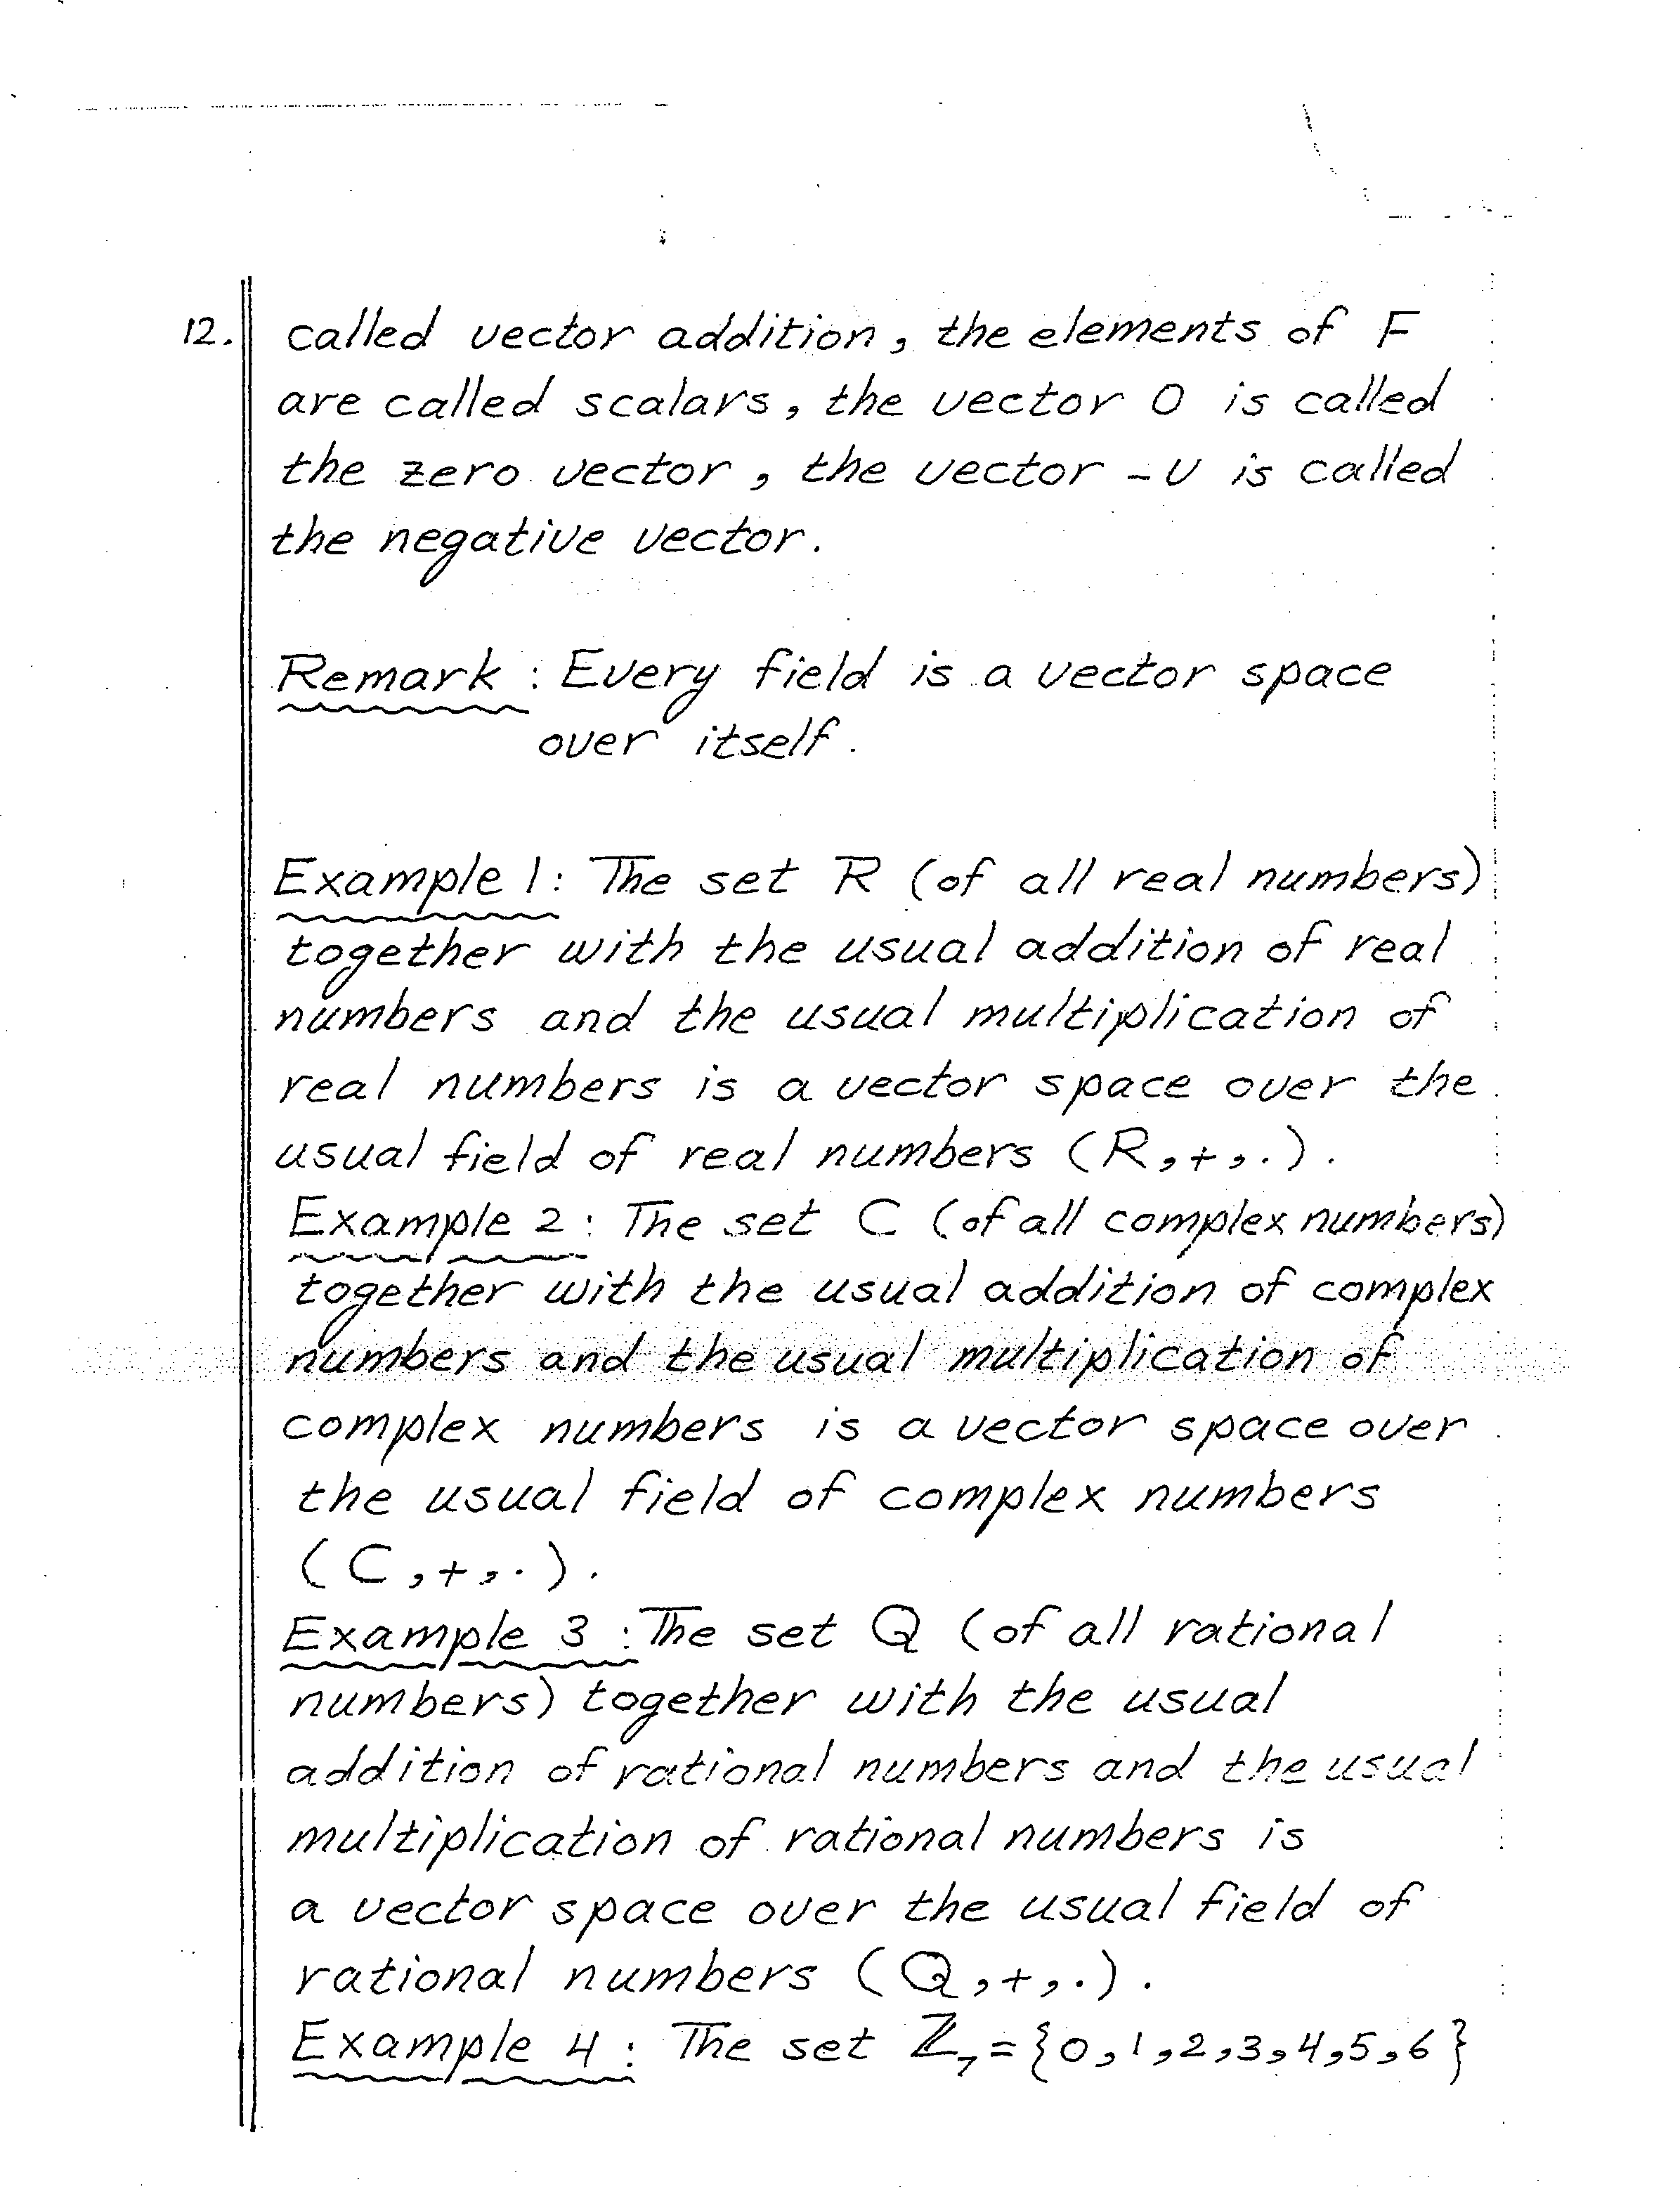 12. called vector addition, the elements of F
are called scalars, the vector 0 is called
the zero vector, the vector -v is called
the negative vector.
Remark : Every field is a vector space
over itself.
Example 1: The set R (of all real numbers)
together with the usual addition of real
numbers and the usual multiplication of
real numbers is a vector space over the
usual field of real numbers (R,+,.).
Example 2: The set C (of all complex numbers)
together with the usual addition of complex
numbers and the usual multiplication of
complex numbers is a vector space over
the usual field of complex numbers
(C,+,.).
Example 3 : The set Q (of all rational
numbers) together with the usual
addition of rational numbers and the usual
multiplication of rational numbers is
a vector space over the usual field of
rational numbers (Q,+,.).
Example 4 : The set ℤ₇={0,1,2,3,4,5,6}